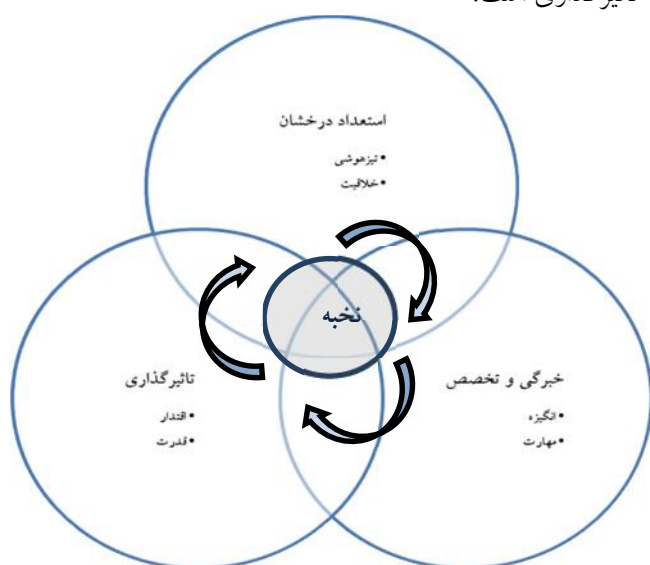 استعداد درخشان
•تیزهوشی
•خلاقیت
نخبه
خبرگی و تخصص
•انگیزه
•مهارت
تاثیرگذاری
•اقتدار
•قدرت